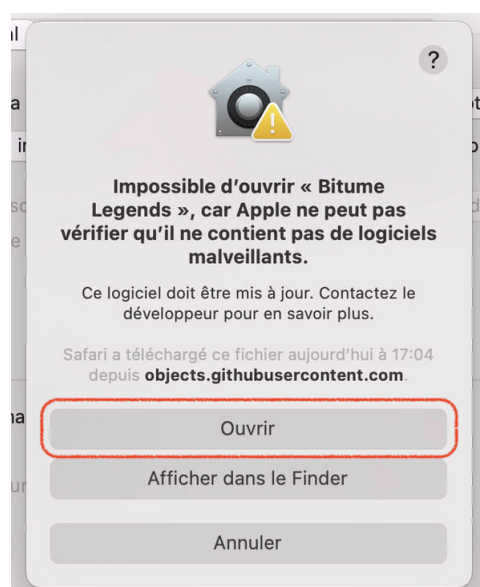 ?
Impossible d’ouvrir « Bitume
Legends », car Apple ne peut pas
vérifier qu’il ne contient pas de logiciels
malveillants.
Ce logiciel doit être mis à jour. Contactez le
développeur pour en savoir plus.
Safari a téléchargé ce fichier aujourd’hui à 17:04
depuis objects.githubusercontent.com.
Ouvrir
Afficher dans le Finder
Annuler